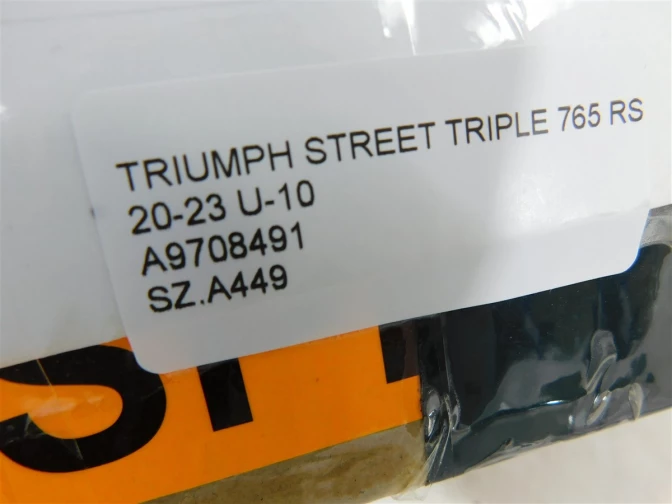 TRIUMPH STREET TRIPLE 765 RS
20-23 U-10
A9708491
SZ.A449